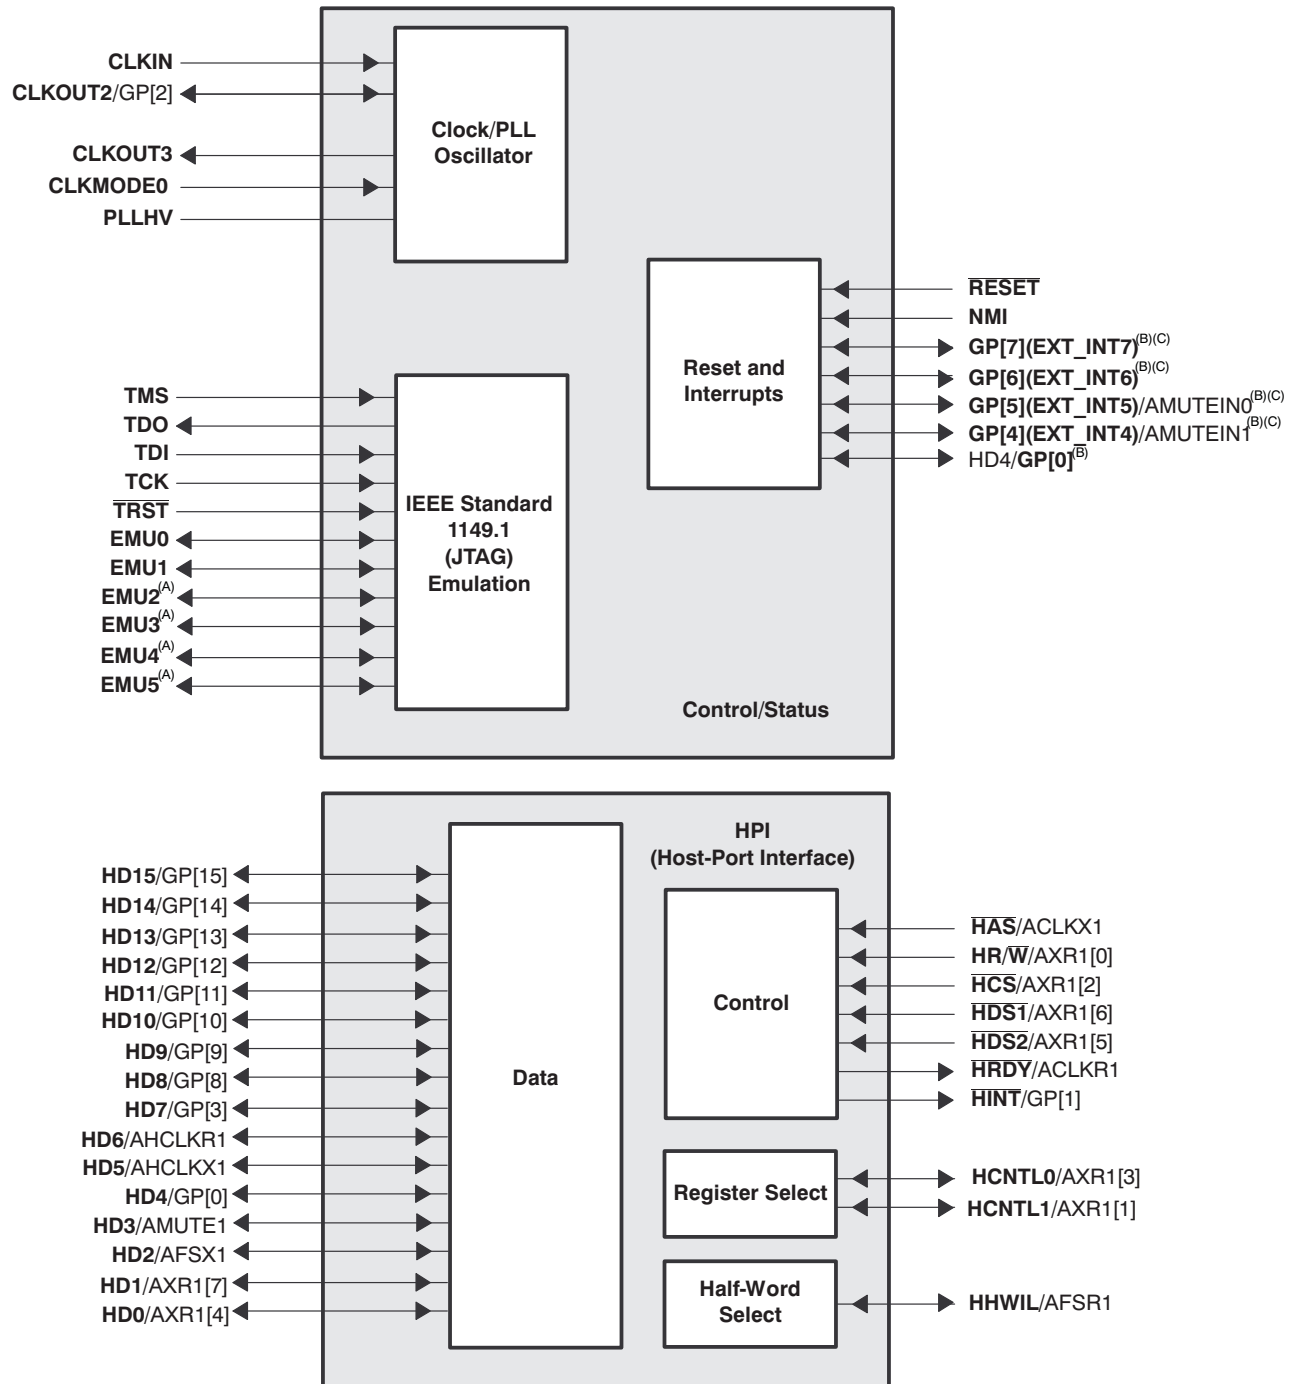 CLKIN
CLKOUT2/GP[2]
CLKOUT3
CLKMODE0
PLLHV
Clock/PLL
Oscillator
Reset and
Interrupts
RESET
NMI
GP[7](EXT_INT7)(B)(C)
GP[6](EXT_INT6)(B)(C)
GP[5](EXT_INT5)/AMUTEIN0(B)(C)
GP[4](EXT_INT4)/AMUTEIN1(B)(C)
HD4/GP[0](B)
TMS
TDO
TDI
TCK
TRST
EMU0
EMU1
EMU2(A)
EMU3(A)
EMU4(A)
EMU5(A)
IEEE Standard
1149.1
(JTAG)
Emulation
Control/Status
HPI
(Host-Port Interface)
HD15/GP[15]
HD14/GP[14]
HD13/GP[13]
HD12/GP[12]
HD11/GP[11]
HD10/GP[10]
HD9/GP[9]
HD8/GP[8]
HD7/GP[3]
HD6/AHCLKR1
HD5/AHCLKX1
HD4/GP[0]
HD3/AMUTE1
HD2/AFSX1
HD1/AXR1[7]
HD0/AXR1[4]
Data
Control
HAS/ACLKX1
HR/W/AXR1[0]
HCS/AXR1[2]
HDS1/AXR1[6]
HDS2/AXR1[5]
HRDY/ACLKR1
HINT/GP[1]
Register Select
HCNTL0/AXR1[3]
HCNTL1/AXR1[1]
Half-Word
Select
HHWIL/AFSR1